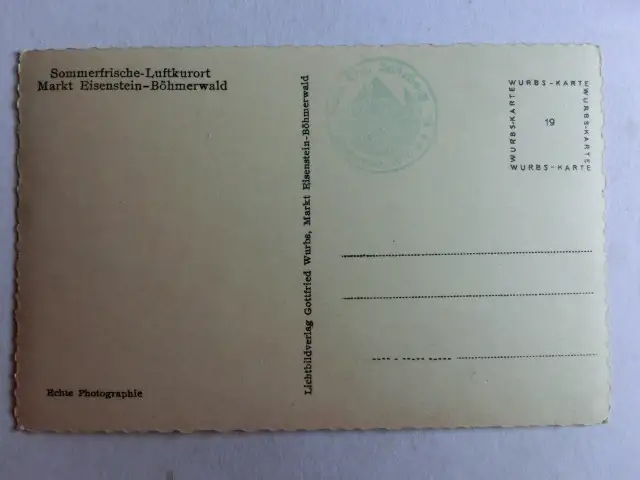 Sommerfrische-Luftkurort
Markt Eisenstein-Böhmerwald
Echte Photographie
Lichtbildverlag Gottfried Wurbs, Markt Eisenstein-Böhmerwald
WURBS-KARTE
WURBS-KARTE
19
WURBS-KARTE
WURBS-KARTE